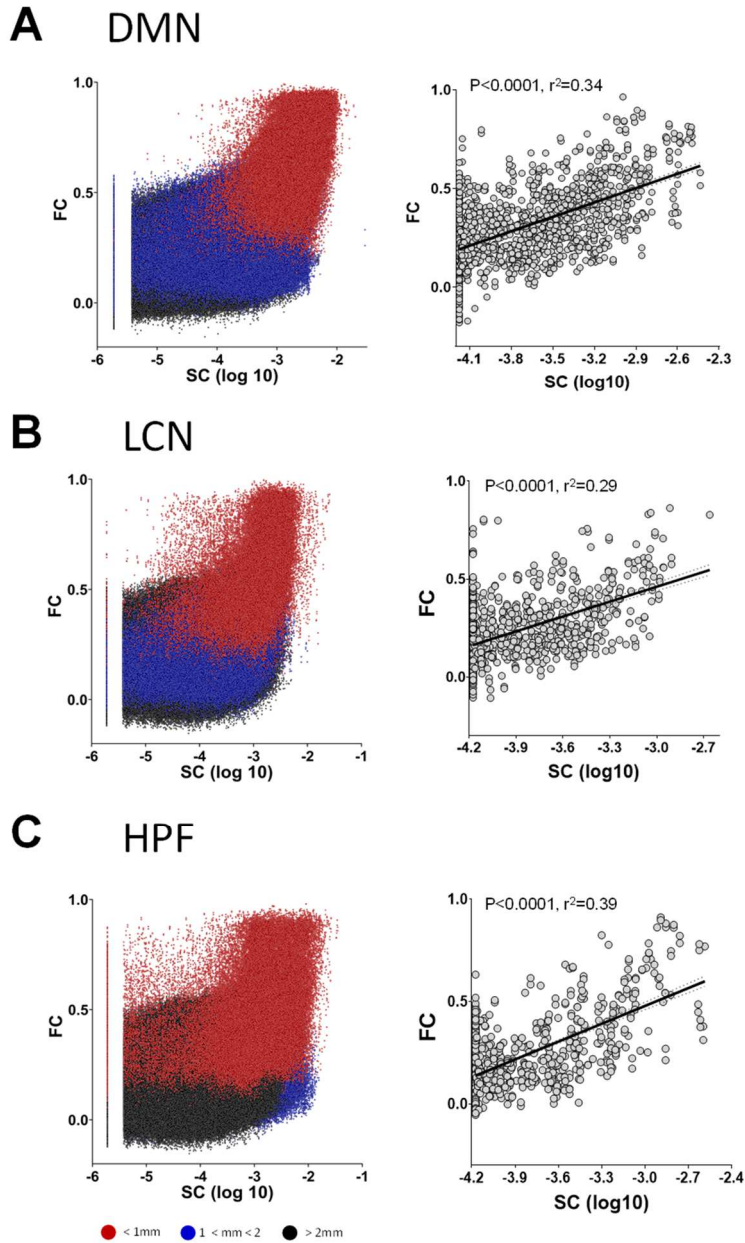 A DMN
P<0.0001, r²=0.34
1.0 1.0
0.5 0.5
FC FC
0.0 0.0
-6 -5 -4 -3 -2 -4.1 -3.8 -3.5 -3.2 -2.9 -2.6 -2.3
SC (log 10) SC (log10)
B LCN
P<0.0001, r²=0.29
1.0 1.0
0.5 0.5
FC FC
0.0 0.0
-6 -5 -4 -3 -2 -1 -4.2 -3.9 -3.6 -3.3 -3.0 -2.7
SC (log 10) SC (log10)
C HPF
P<0.0001, r²=0.39
1.0 1.0
0.5 0.5
FC FC
0.0 0.0
-6 -5 -4 -3 -2 -1 -4.2 -3.9 -3.6 -3.3 -3.0 -2.7 -2.4
SC (log 10) SC (log10)
< 1mm 1 < mm < 2 > 2mm